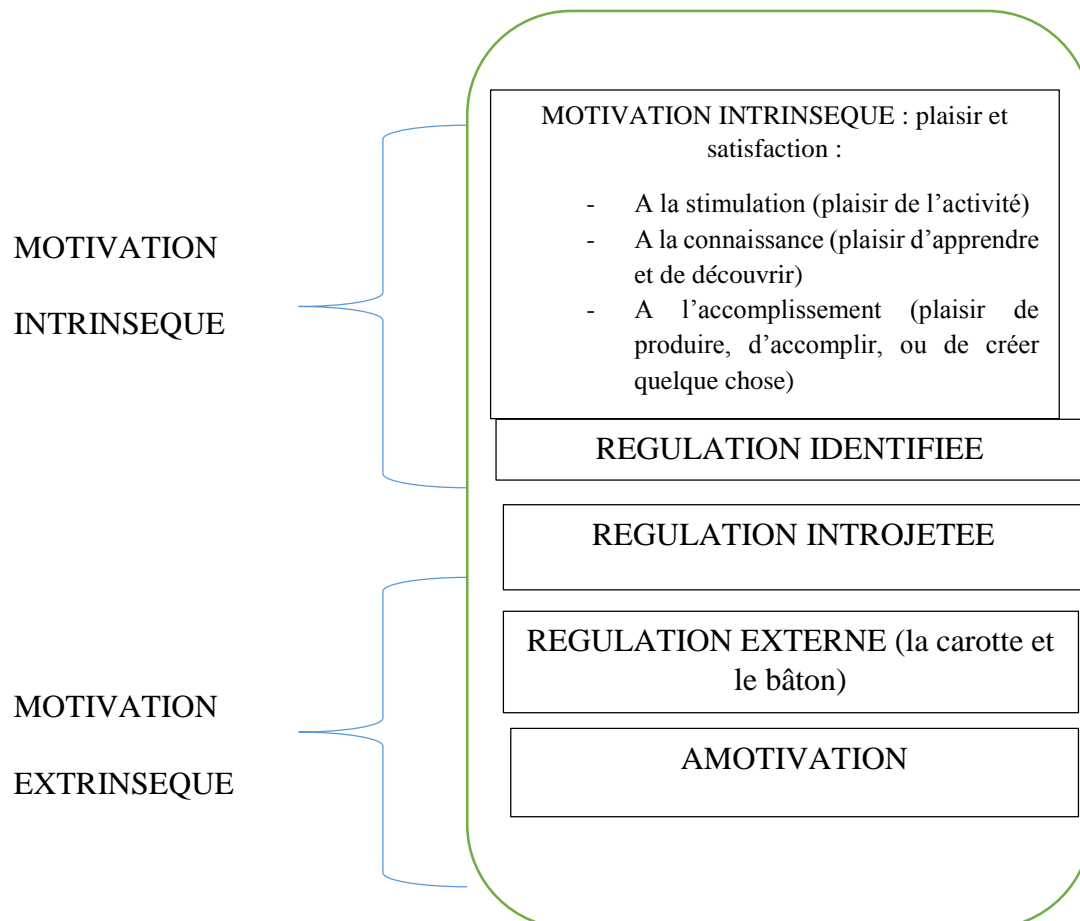 MOTIVATION INTRINSEQUE : plaisir et
satisfaction :
- A la stimulation (plaisir de l’activité)
- A la connaissance (plaisir d’apprendre
et de découvrir)
- A l’accomplissement (plaisir de
produire, d’accomplir, ou de créer
quelque chose)
MOTIVATION
INTRINSEQUE
REGULATION IDENTIFIEE
REGULATION INTROJETEE
REGULATION EXTERNE (la carotte et
le bâton)
MOTIVATION
EXTRINSEQUE
AMOTIVATION